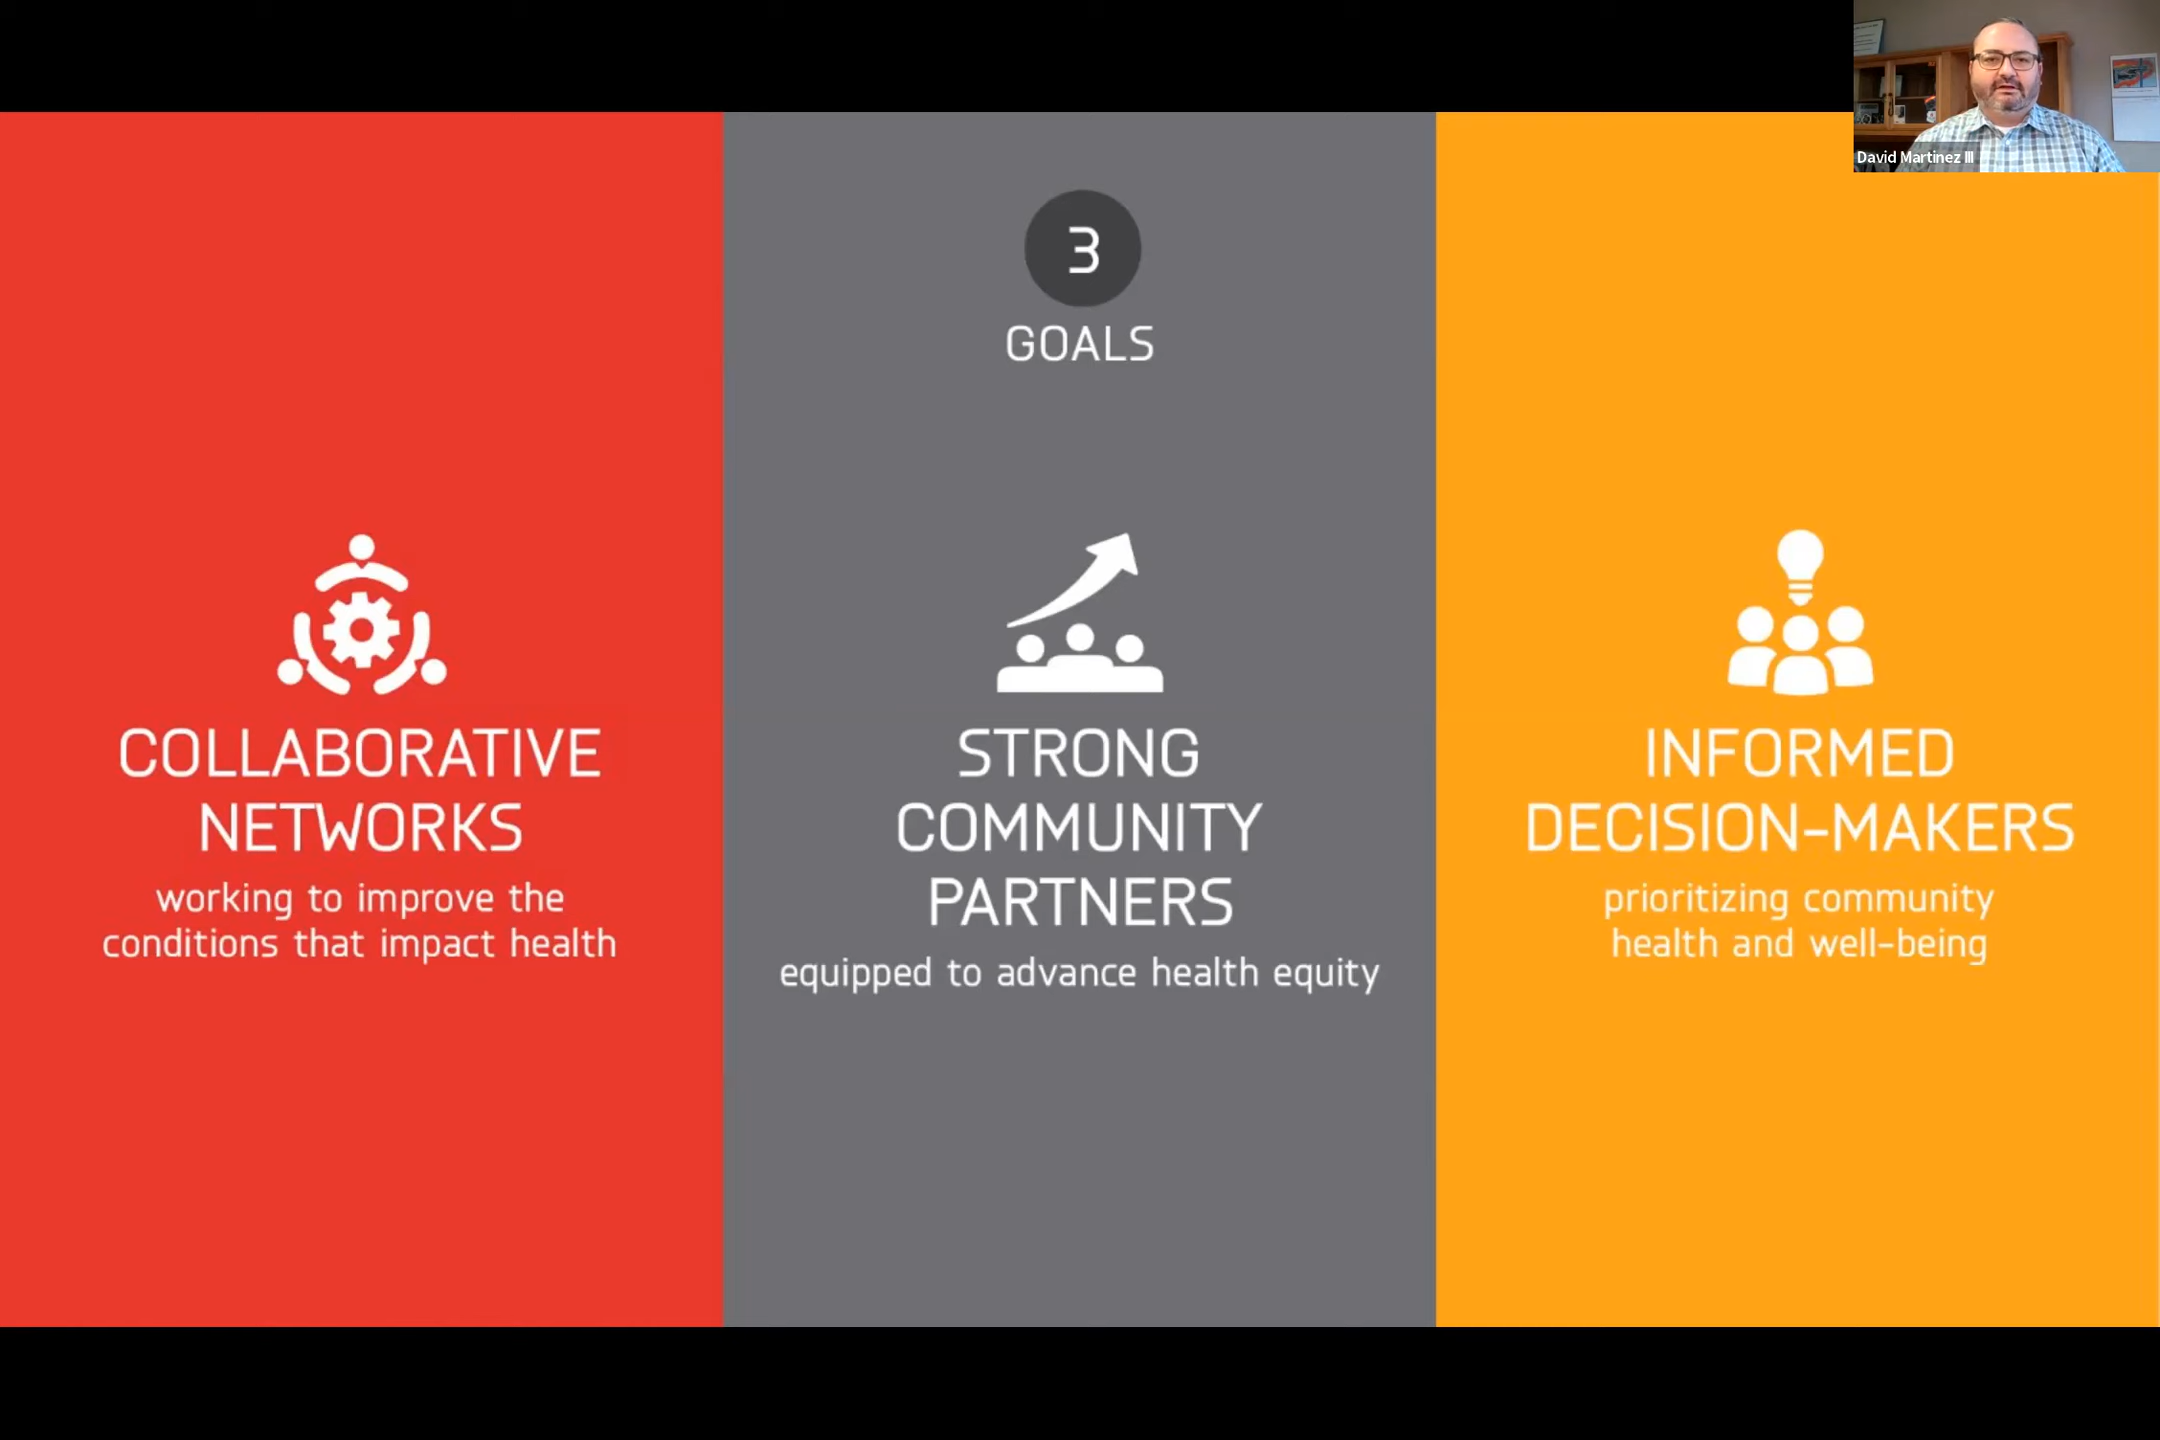 David Martinez III
3
GOALS
COLLABORATIVE
NETWORKS
working to improve the
conditions that impact health
STRONG
COMMUNITY
PARTNERS
equipped to advance health equity
INFORMED
DECISION-MAKERS
prioritizing community
health and well-being